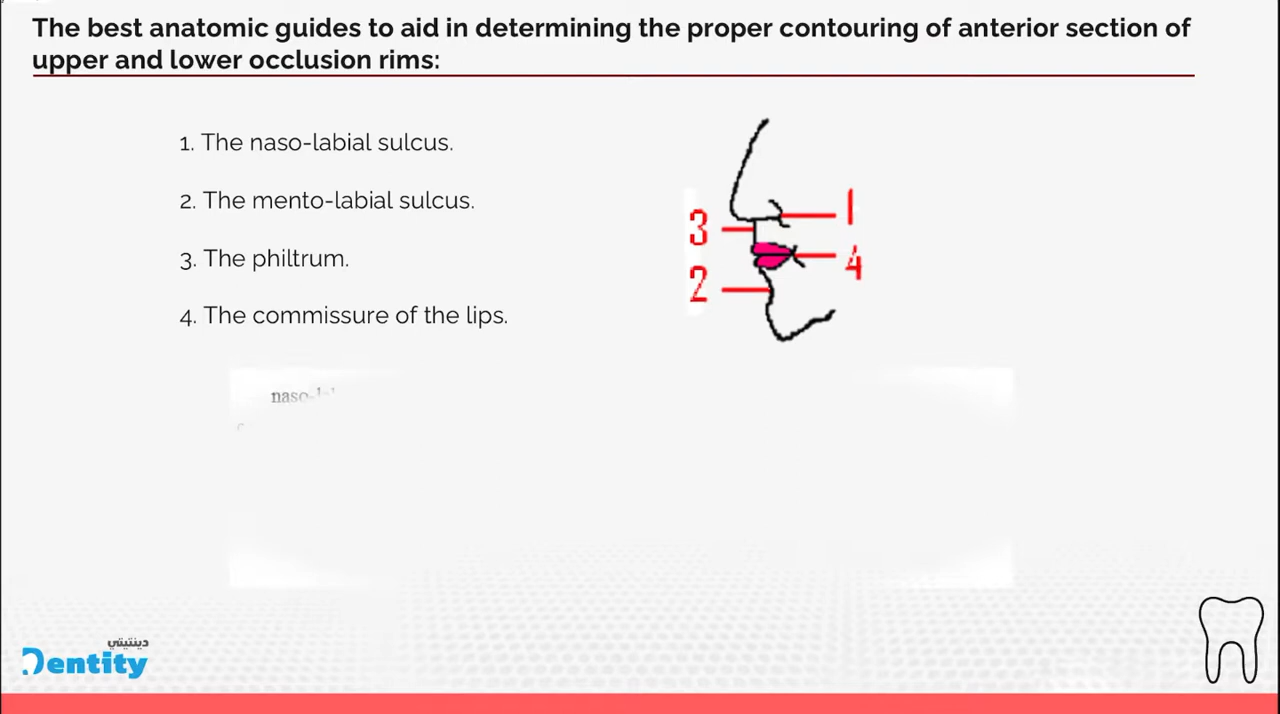 The best anatomic guides to aid in determining the proper contouring of anterior section of
upper and lower occlusion rims:
1. The naso-labial sulcus.
2. The mento-labial sulcus.
3. The philtrum.
4. The commissure of the lips.
1
3
4
2
دينتيتي
Dentity